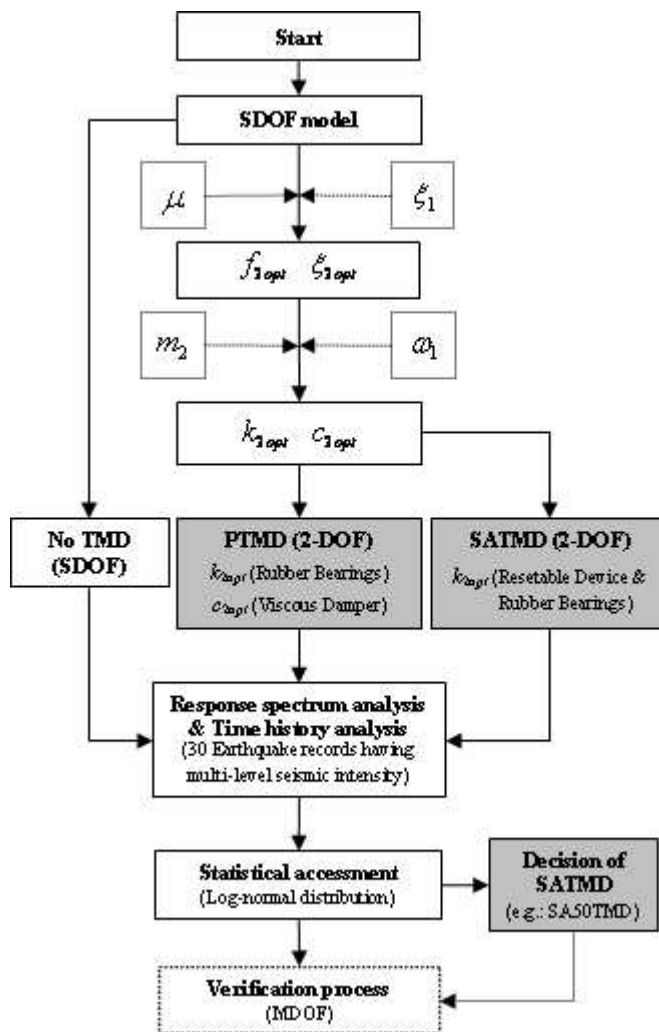 Start
SDOF model
μ
ξ1
f2opt ξ2opt
m2
ω1
k2opt c2opt
No TMD
(SDOF)
PTMD (2-DOF)
k2opt (Rubber Bearings)
c2opt (Viscous Damper)
SATMD (2-DOF)
k2opt (Resetable Device &
Rubber Bearings)
Response spectrum analysis
& Time history analysis
(30 Earthquake records having
multi-level seismic intensity)
Statistical accessment
(Log-normal distribution)
Decision of
SATMD
(e.g.: SA50TMD)
Verification process
(MDOF)